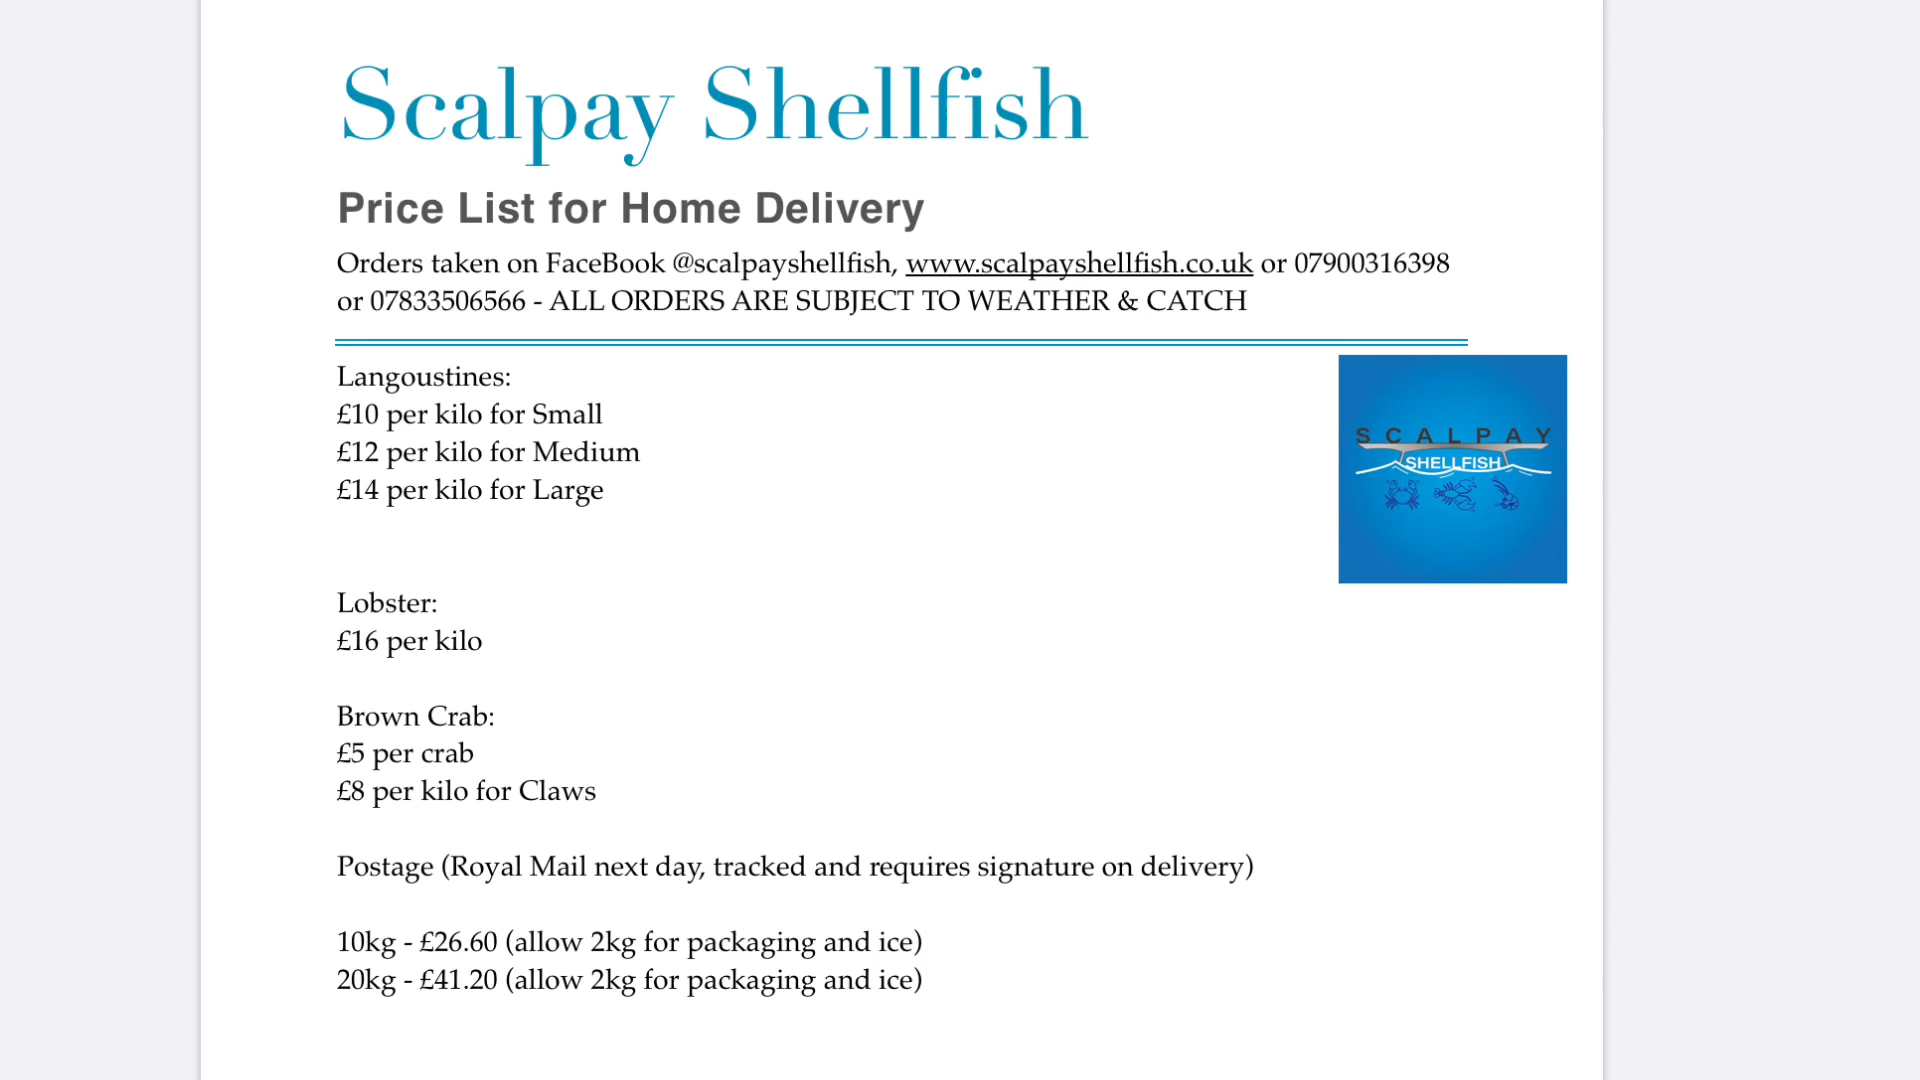 Scalpay Shellfish
Price List for Home Delivery
Orders taken on FaceBook @scalpayshellfish, www.scalpayshellfish.co.uk or 07900316398
or 07833506566 - ALL ORDERS ARE SUBJECT TO WEATHER & CATCH
Langoustines:
£10 per kilo for Small
£12 per kilo for Medium
£14 per kilo for Large
SCALPAY
SHELLFISH
Lobster:
£16 per kilo
Brown Crab:
£5 per crab
£8 per kilo for Claws
Postage (Royal Mail next day, tracked and requires signature on delivery)
10kg - £26.60 (allow 2kg for packaging and ice)
20kg - £41.20 (allow 2kg for packaging and ice)